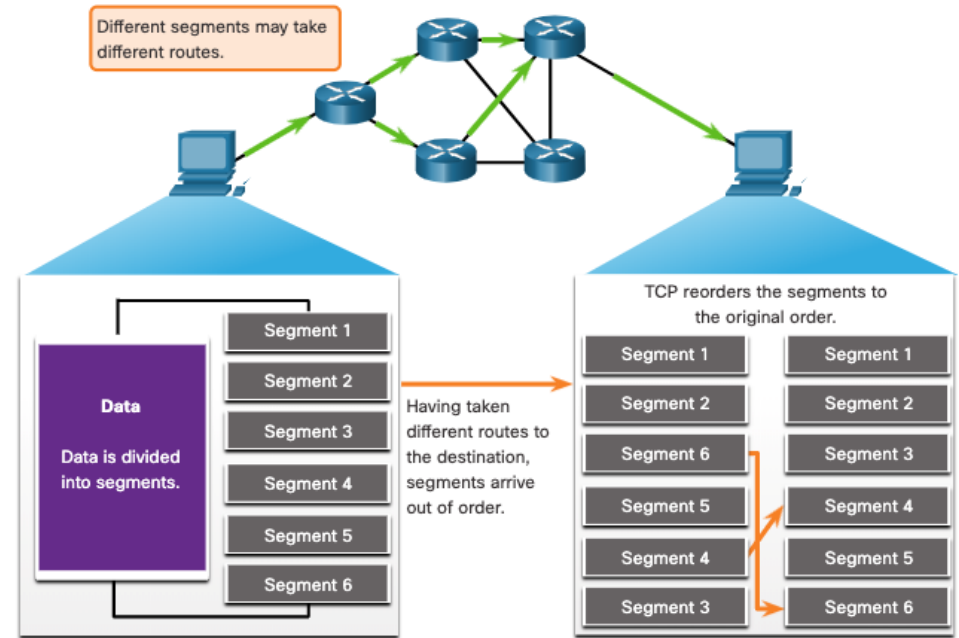 Different segments may take
different routes.
Data
Data is divided
into segments.
Segment 1
Segment 2
Segment 3
Segment 4
Segment 5
Segment 6
Having taken
different routes to
the destination,
segments arrive
out of order.
TCP reorders the segments to
the original order.
Segment 1
Segment 2
Segment 6
Segment 5
Segment 4
Segment 3
Segment 1
Segment 2
Segment 3
Segment 4
Segment 5
Segment 6